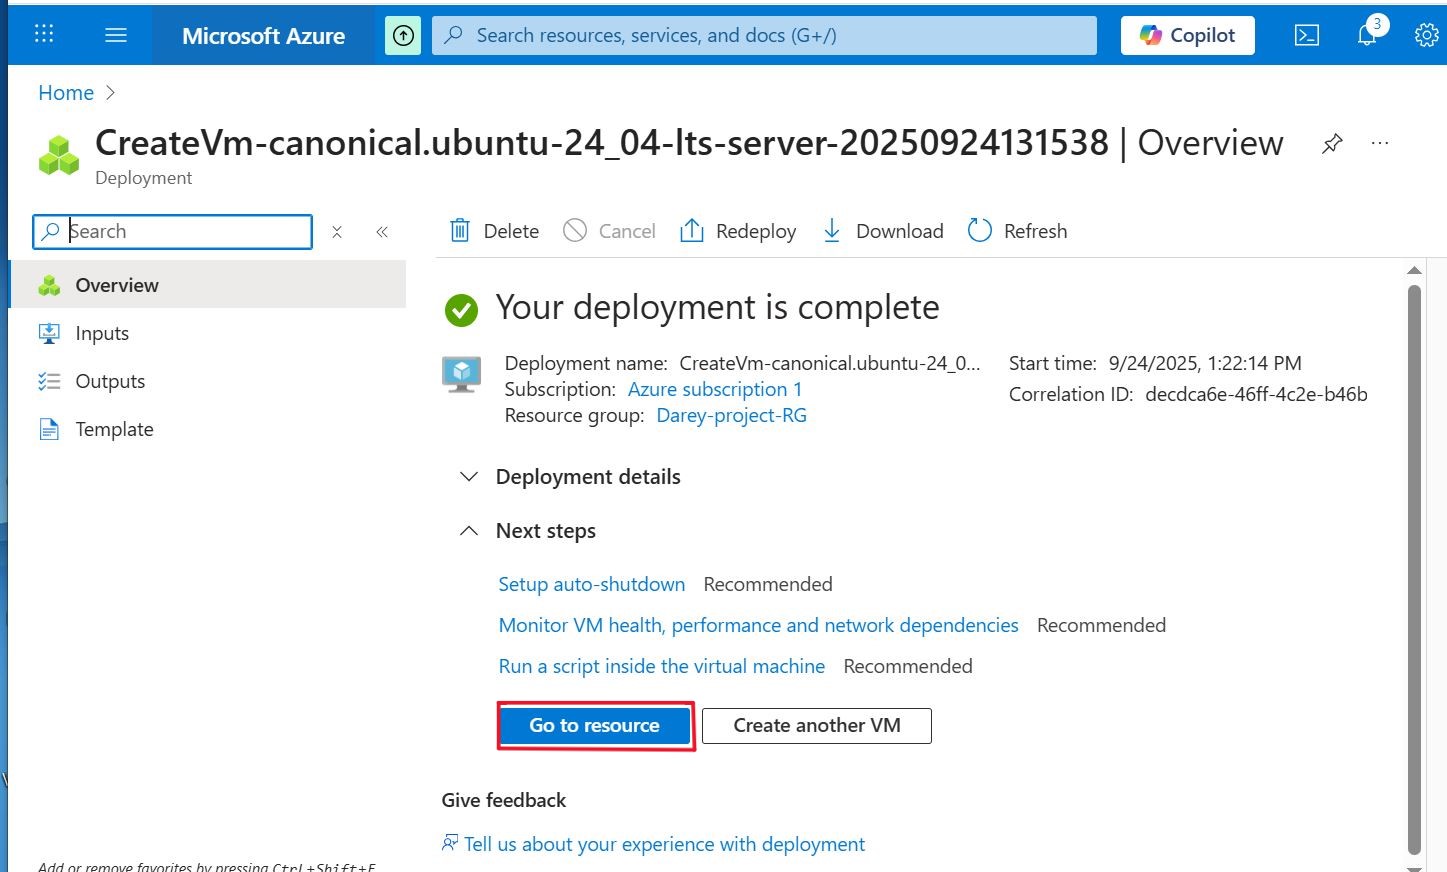 Microsoft Azure
Search resources, services, and docs (G+/)
Copilot
3
Home
CreateVm-canonical.ubuntu-24_04-lts-server-20250924131538 | Overview
Deployment
Search
Delete
Cancel
Redeploy
Download
Refresh
Overview
Inputs
Outputs
Template
Your deployment is complete
Deployment name: CreateVm-canonical.ubuntu-24_0...
Subscription: Azure subscription 1
Resource group: Darey-project-RG
Start time: 9/24/2025, 1:22:14 PM
Correlation ID: decdca6e-46ff-4c2e-b46b
Deployment details
Next steps
Setup auto-shutdown Recommended
Monitor VM health, performance and network dependencies Recommended
Run a script inside the virtual machine Recommended
Go to resource
Create another VM
Give feedback
Tell us about your experience with deployment
Add or remove favorites by pressing Ctrl+Shift+F